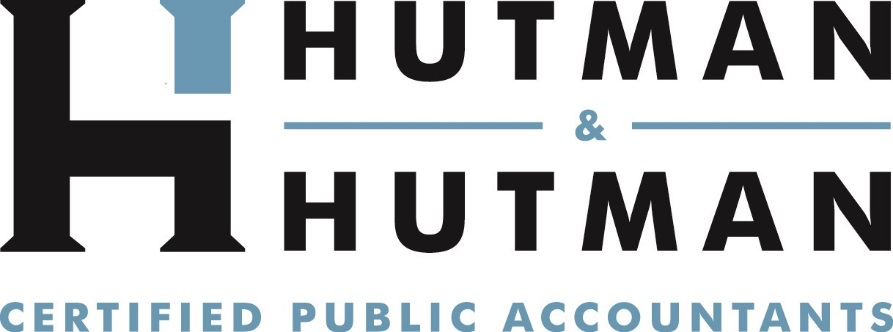 HUTMAN
&
HUTMAN
CERTIFIED PUBLIC ACCOUNTANTS